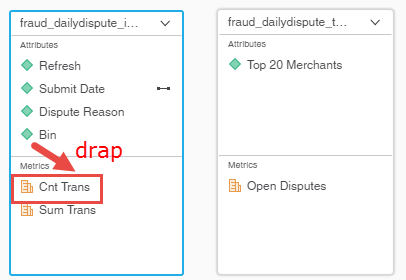 fraud_dailydispute_i...
Attributes
Refresh
Submit Date
Dispute Reason
Bin
drap
Metrics
Cnt Trans
Sum Trans
fraud_dailydispute_t...
Attributes
Top 20 Merchants
Metrics
Open Disputes